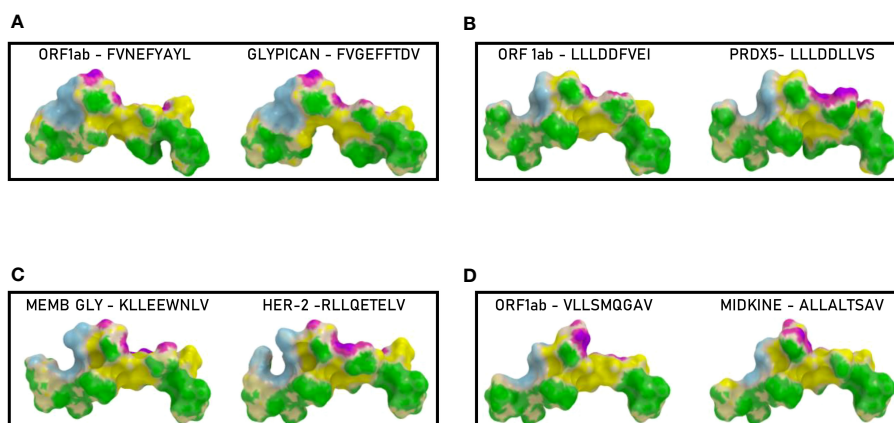 A
ORF1ab - FVNEFYAYL GLYPICAN - FVGEFFTDV
B
ORF 1ab - LLLDDFVEI PRDX5- LLLDDLLVS
C
MEMB GLY - KLLEEWNLV HER-2 -RLLQETELV
D
ORF1ab - VLLSMQGAV MIDKINE - ALLALTSAV